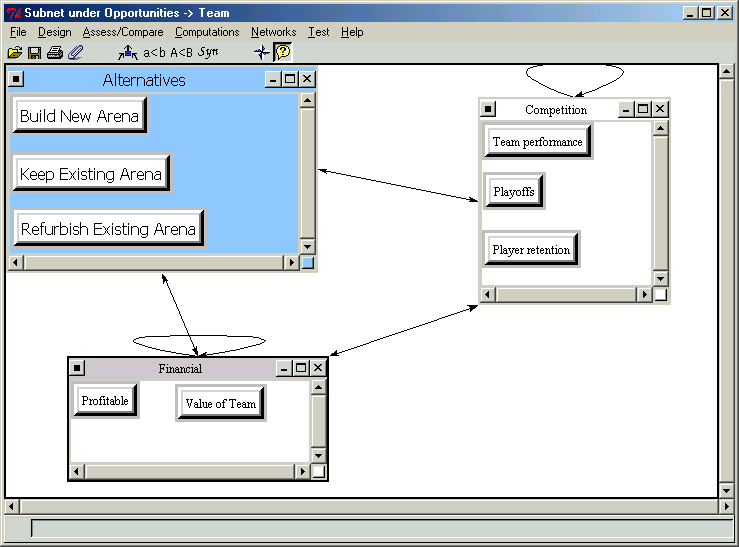 Subnet under Opportunities -> Team
File Design Assess/Compare Computations Networks Test Help
a<b A<B Syn
Alternatives
Build New Arena
Keep Existing Arena
Refurbish Existing Arena
Competition
Team performance
Playoffs
Player retention
Financial
Profitable
Value of Team